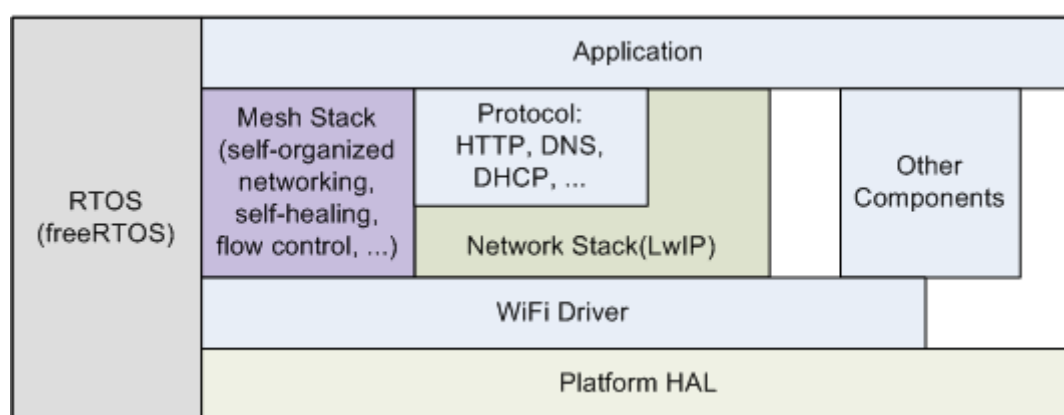 RTOS
(freeRTOS)
Application
Mesh Stack
(self-organized
networking,
self-healing,
flow control, ...)
Protocol:
HTTP, DNS,
DHCP, ...
Network Stack(LwIP)
Other
Components
WiFi Driver
Platform HAL